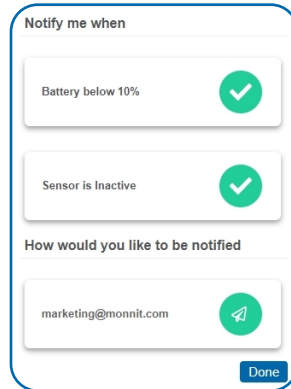 Notify me when
Battery below 10%
Sensor is Inactive
How would you like to be notified
marketing@monnit.com
Done